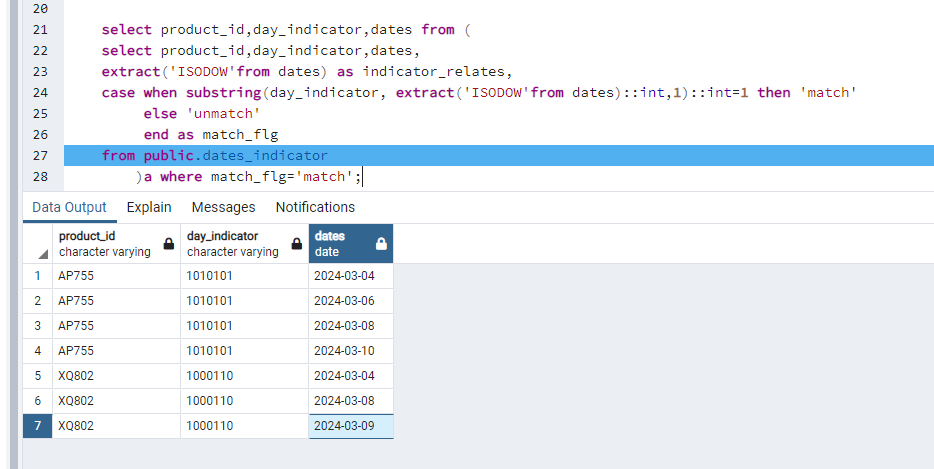 20
21 select product_id,day_indicator,dates from (
22 select product_id,day_indicator,dates,
23 extract('ISODOW'from dates) as indicator_relates,
24 case when substring(day_indicator, extract('ISODOW'from dates)::int,1)::int=1 then 'match'
25 else 'unmatch'
26 end as match_flg
27 from public.dates_indicator
28 )a where match_flg='match';
Data Output Explain Messages Notifications
product_id day_indicator dates
character varying character varying date
1 AP755 1010101 2024-03-04
2 AP755 1010101 2024-03-06
3 AP755 1010101 2024-03-08
4 AP755 1010101 2024-03-10
5 XQ802 1000110 2024-03-04
6 XQ802 1000110 2024-03-08
7 XQ802 1000110 2024-03-09